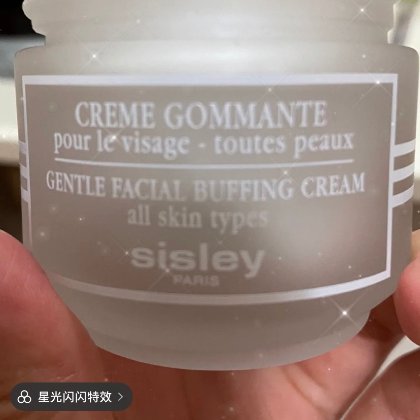 CREME GOMMANTE
pour le visage - toutes peaux
GENTLE FACIAL BUFFING CREAM
all skin types
sisley
PARIS
星光闪闪特效